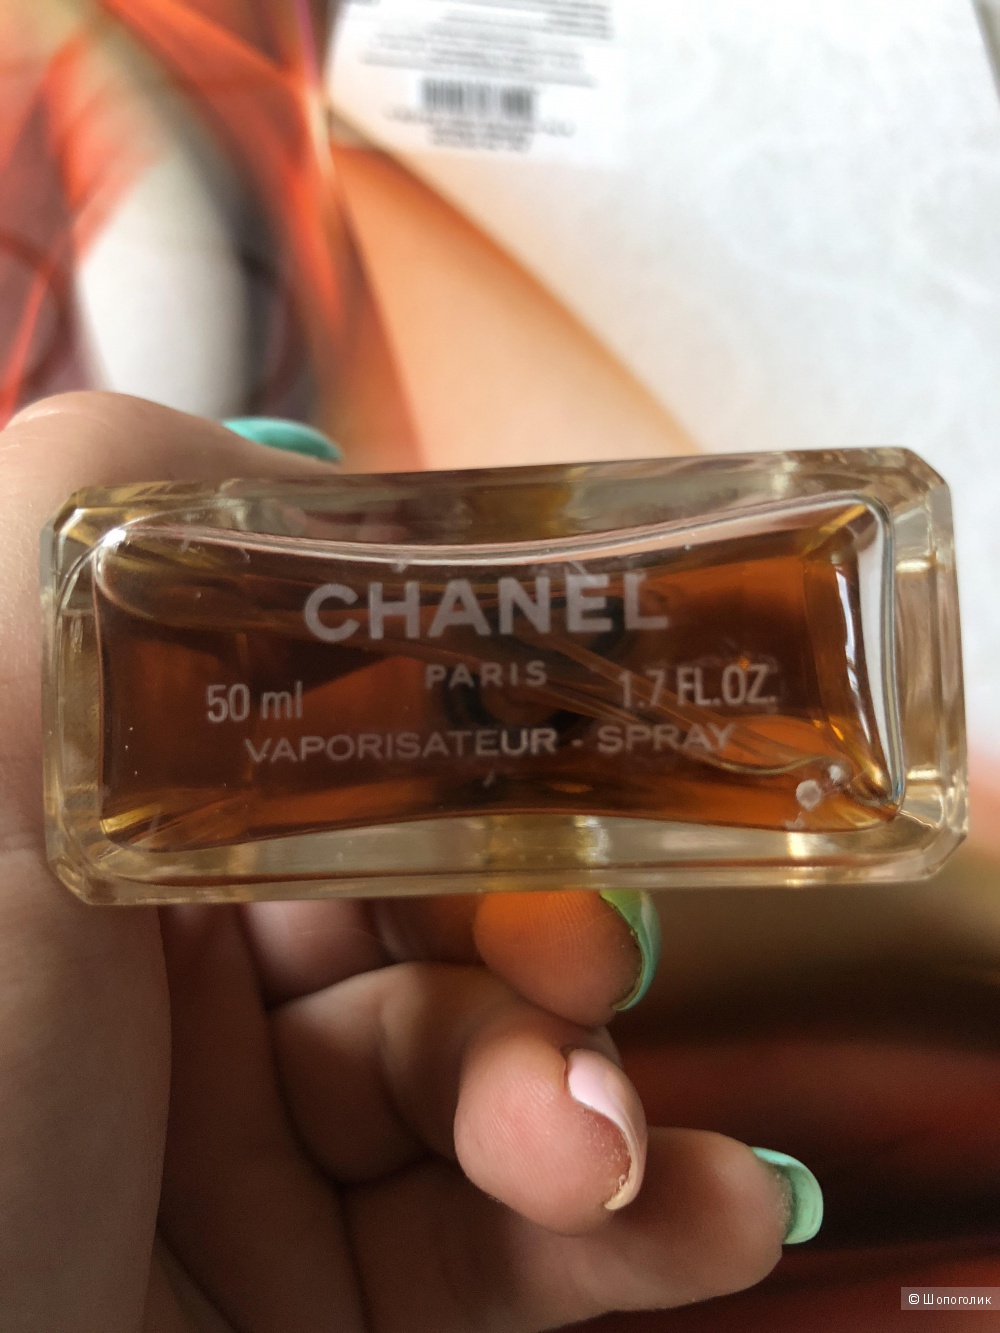 CHANEL
PARIS
50 ml 1.7 FL.OZ.
VAPORISATEUR - SPRAY
© Шопоголик